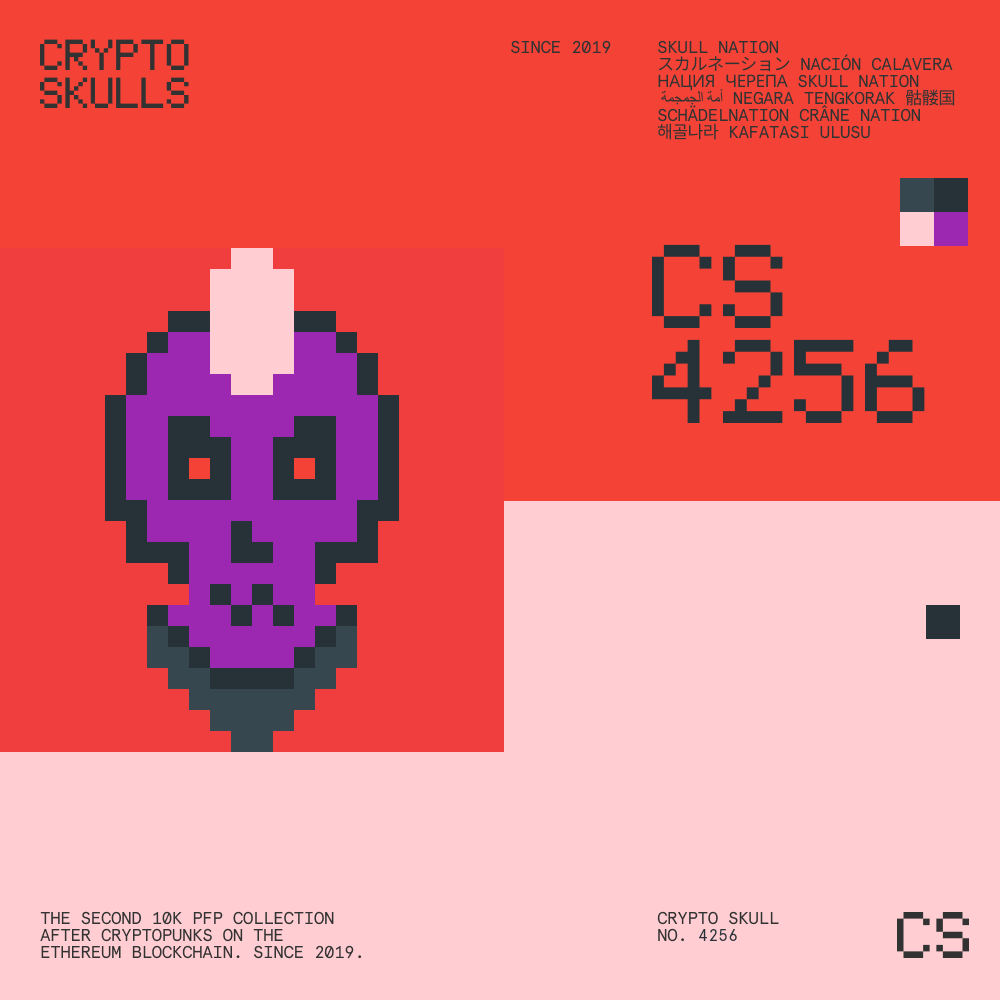 CRYPTO
SKULLS
SINCE 2019
SKULL NATION
スカルネーション NACIÓN CALAVERA
НАЦИЯ ЧЕРЕПА SKULL NATION
أمة الجمجمة NEGARA TENGKORAK 骷髅国
SCHÄDELNATION CRÂNE NATION
해골나라 KAFATASI ULUSU
CS
4256
THE SECOND 10K PFP COLLECTION
AFTER CRYPTOPUNKS ON THE
ETHEREUM BLOCKCHAIN. SINCE 2019.
CRYPTO SKULL
NO. 4256
CS